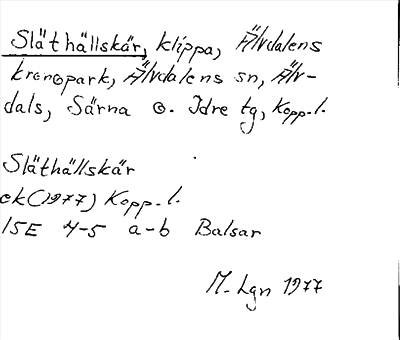 Släthällskär, klippa, Älvdalens
kronopark, Älvdalens sn, Älv-
dals, Särna o. Idre tg, Kopp. l.
Släthällskär
ek (1977) Kopp. l.
15E 4-5 a-b Balsar
M. Lgn 1977